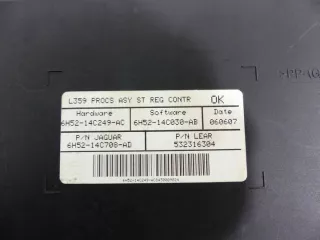 L359 PROCS ASY ST REG CONTR OK
Hardware Software Date
6H52-14C249-AC 6H52-14C030-AB 060607
P/N JAGUAR P/N LEAR
6H52-14C708-AD 532316304